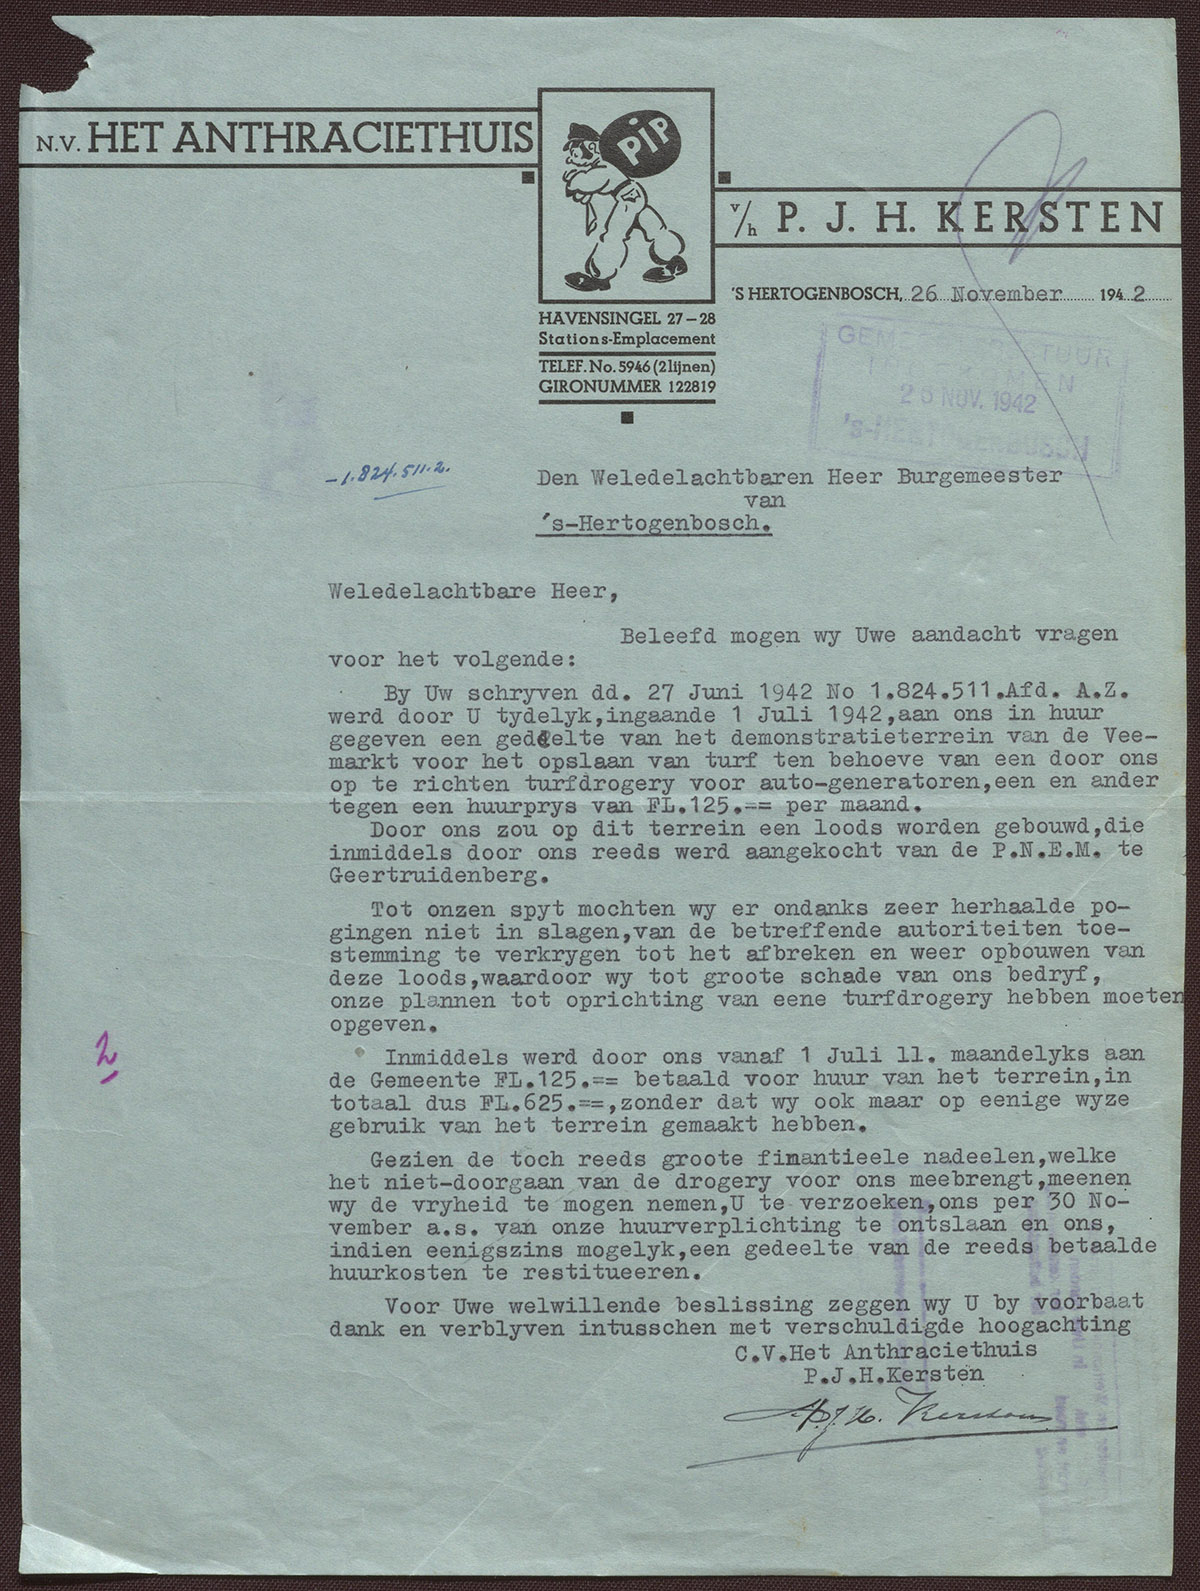 N.V. HET ANTHRACIETHUIS
PIP
v/h P. J. H. KERSTEN
HAVENSINGEL 27-28
Stations-Emplacement
TELEF. No. 5946 (2 lijnen)
GIRONUMMER 122819
'S HERTOGENBOSCH, 26 November 1942
INGEKOMEN
26 NOV. 1942
's-HERTOGENBOSCH
-1.824.511.2.
Den Weledelachtbaren Heer Burgemeester
van
's-Hertogenbosch.
Weledelachtbare Heer,
Beleefd mogen wy Uwe aandacht vragen
voor het volgende:
By Uw schryven dd. 27 Juni 1942 No 1.824.511.Afd. A.Z.
werd door U tydelyk,ingaande 1 Juli 1942,aan ons in huur
gegeven een gedeelte van het demonstratieterrein van de Vee-
markt voor het opslaan van turf ten behoeve van een door ons
op te richten turfdrogery voor auto-generatoren,een en ander
tegen een huurprys van FL.125.== per maand.
Door ons zou op dit terrein een loods worden gebouwd,die
inmiddels door ons reeds werd aangekocht van de P.N.E.M. te
Geertruidenberg.
Tot onzen spyt mochten wy er ondanks zeer herhaalde po-
gingen niet in slagen,van de betreffende autoriteiten toe-
stemming te verkrygen tot het afbreken en weer opbouwen van
deze loods,waardoor wy tot groote schade van ons bedryf,
onze plannen tot oprichting van eene turfdrogery hebben moeten
opgeven.
2
Inmiddels werd door ons vanaf 1 Juli ll. maandelyks aan
de Gemeente FL.125.== betaald voor huur van het terrein,in
totaal dus FL.625.==,zonder dat wy ook maar op eenige wyze
gebruik van het terrein gemaakt hebben.
Gezien de toch reeds groote finantieele nadeelen,welke
het niet-doorgaan van de drogery voor ons meebrengt,meenen
wy de vryheid te mogen nemen,U te verzoeken,ons per 30 No-
vember a.s. van onze huurverplichting te ontslaan en ons,
indien eenigszins mogelyk,een gedeelte van de reeds betaalde
huurkosten te restitueeren.
Voor Uwe welwillende beslissing zeggen wy U by voorbaat
dank en verblyven intusschen met verschuldigde hoogachting
C.V.Het Anthraciethuis
P.J.H.Kersten
P.J.H. Kersten